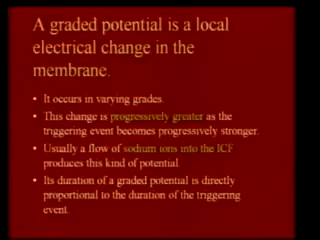 A graded potential is a local
electrical change in the
membrane.
• It occurs in varying grades.
• This change is progressively greater as the
triggering event becomes progressively stronger.
• Usually a flow of sodium ions into the ICF
produces this kind of potential.
• Its duration of a graded potential is directly
proportional to the duration of the triggering
event.